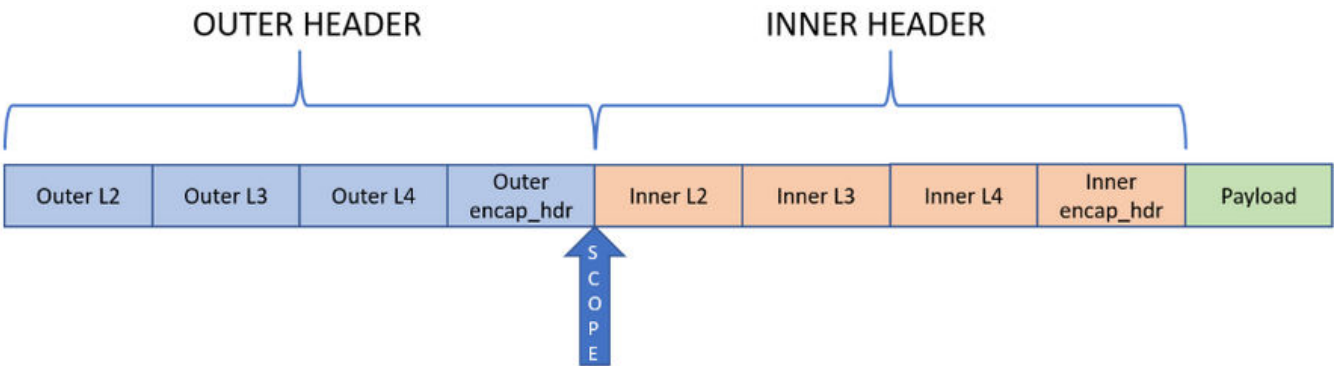 OUTER HEADER
INNER HEADER
Outer L2
Outer L3
Outer L4
Outer
encap_hdr
Inner L2
Inner L3
Inner L4
Inner
encap_hdr
Payload
S
C
O
P
E